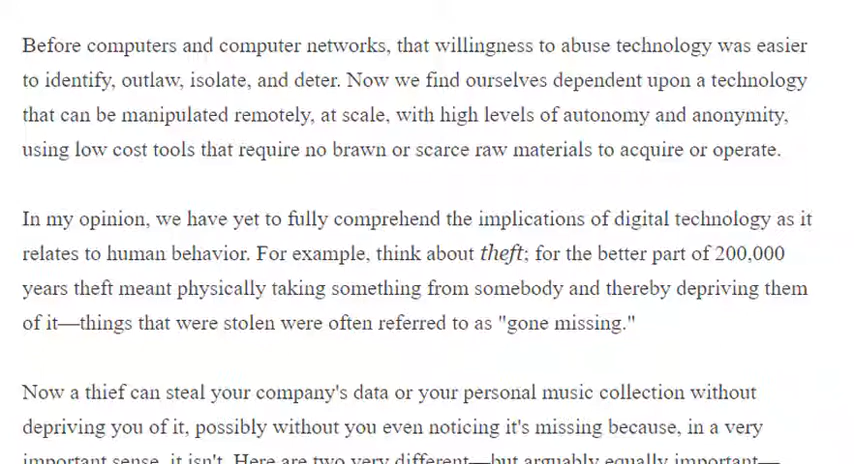 Before computers and computer networks, that willingness to abuse technology was easier
to identify, outlaw, isolate, and deter. Now we find ourselves dependent upon a technology
that can be manipulated remotely, at scale, with high levels of autonomy and anonymity,
using low cost tools that require no brawn or scarce raw materials to acquire or operate.
In my opinion, we have yet to fully comprehend the implications of digital technology as it
relates to human behavior. For example, think about theft; for the better part of 200,000
years theft meant physically taking something from somebody and thereby depriving them
of it—things that were stolen were often referred to as "gone missing."
Now a thief can steal your company's data or your personal music collection without
depriving you of it, possibly without you even noticing it's missing because, in a very
important sense, it isn't. Here are two very different—but arguably equally important—